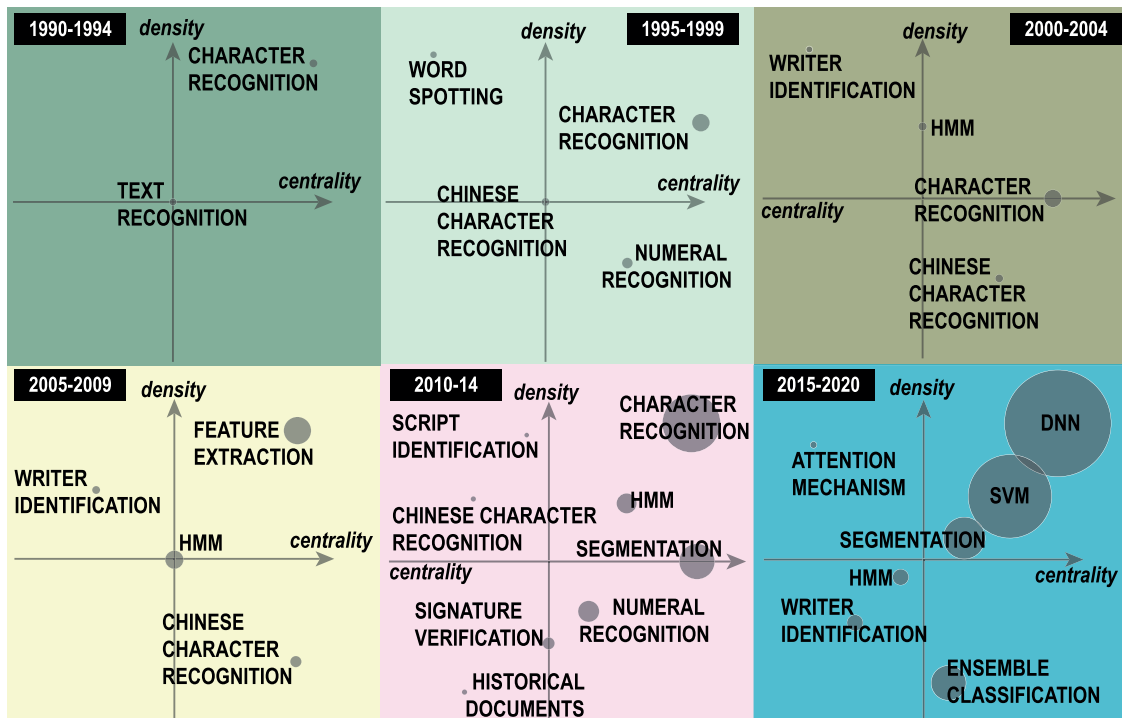 1990-1994
density
CHARACTER
RECOGNITION
centrality
TEXT
RECOGNITION
1995-1999
density
WORD
SPOTTING
CHARACTER
RECOGNITION
centrality
CHINESE
CHARACTER
RECOGNITION
NUMERAL
RECOGNITION
2000-2004
density
WRITER
IDENTIFICATION
HMM
CHARACTER
RECOGNITION
centrality
CHINESE
CHARACTER
RECOGNITION
2005-2009
density
FEATURE
EXTRACTION
WRITER
IDENTIFICATION
HMM
centrality
CHINESE
CHARACTER
RECOGNITION
2010-14
density
CHARACTER
RECOGNITION
SCRIPT
IDENTIFICATION
HMM
CHINESE CHARACTER
RECOGNITION
SEGMENTATION
centrality
SIGNATURE
VERIFICATION
NUMERAL
RECOGNITION
HISTORICAL
DOCUMENTS
2015-2020
density
DNN
ATTENTION
MECHANISM
SVM
SEGMENTATION
HMM
centrality
WRITER
IDENTIFICATION
ENSEMBLE
CLASSIFICATION